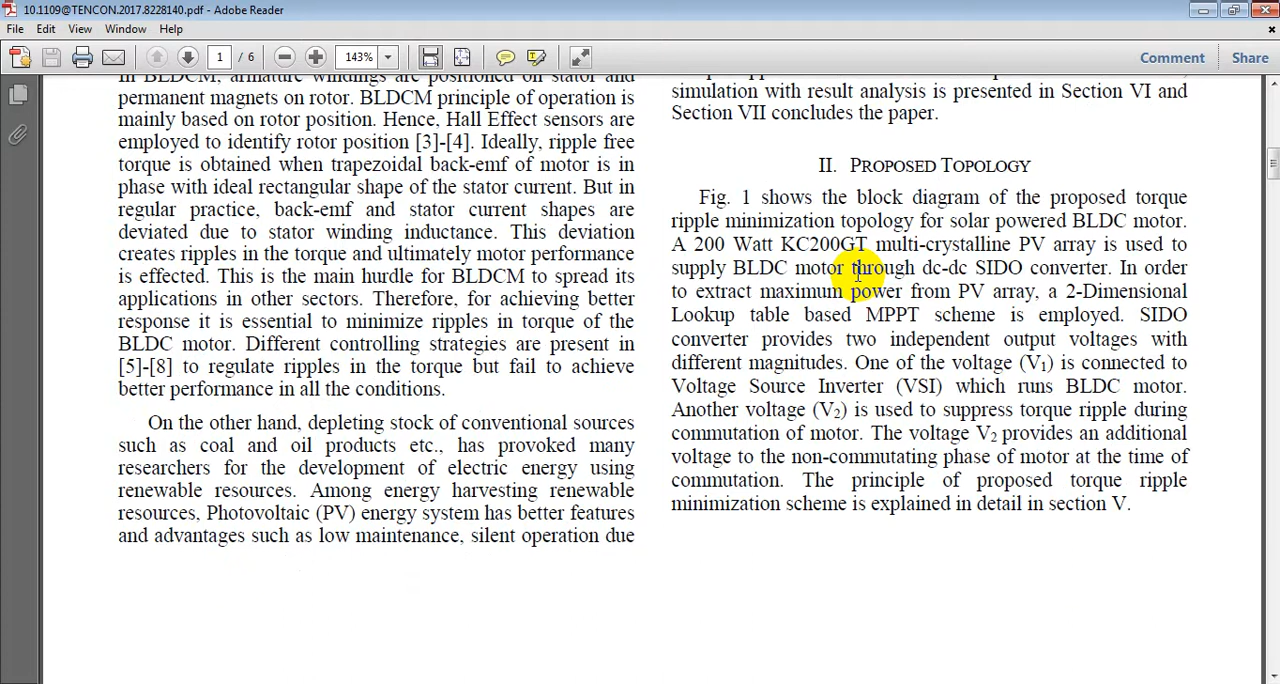 10.1109@TENCON.2017.8228140.pdf - Adobe Reader
File Edit View Window Help
1 / 6 143% Comment Share
In BLDCM, armature windings are positioned on stator and
permanent magnets on rotor. BLDCM principle of operation is
mainly based on rotor position. Hence, Hall Effect sensors are
employed to identify rotor position [3]-[4]. Ideally, ripple free
torque is obtained when trapezoidal back-emf of motor is in
phase with ideal rectangular shape of the stator current. But in
regular practice, back-emf and stator current shapes are
deviated due to stator winding inductance. This deviation
creates ripples in the torque and ultimately motor performance
is effected. This is the main hurdle for BLDCM to spread its
applications in other sectors. Therefore, for achieving better
response it is essential to minimize ripples in torque of the
BLDC motor. Different controlling strategies are present in
[5]-[8] to regulate ripples in the torque but fail to achieve
better performance in all the conditions.
On the other hand, depleting stock of conventional sources
such as coal and oil products etc., has provoked many
researchers for the development of electric energy using
renewable resources. Among energy harvesting renewable
resources, Photovoltaic (PV) energy system has better features
and advantages such as low maintenance, silent operation due
simulation with result analysis is presented in Section VI and
Section VII concludes the paper.
II. PROPOSED TOPOLOGY
Fig. 1 shows the block diagram of the proposed torque
ripple minimization topology for solar powered BLDC motor.
A 200 Watt KC200GT multi-crystalline PV array is used to
supply BLDC motor through dc-dc SIDO converter. In order
to extract maximum power from PV array, a 2-Dimensional
Lookup table based MPPT scheme is employed. SIDO
converter provides two independent output voltages with
different magnitudes. One of the voltage (V1) is connected to
Voltage Source Inverter (VSI) which runs BLDC motor.
Another voltage (V2) is used to suppress torque ripple during
commutation of motor. The voltage V2 provides an additional
voltage to the non-commutating phase of motor at the time of
commutation. The principle of proposed torque ripple
minimization scheme is explained in detail in section V.